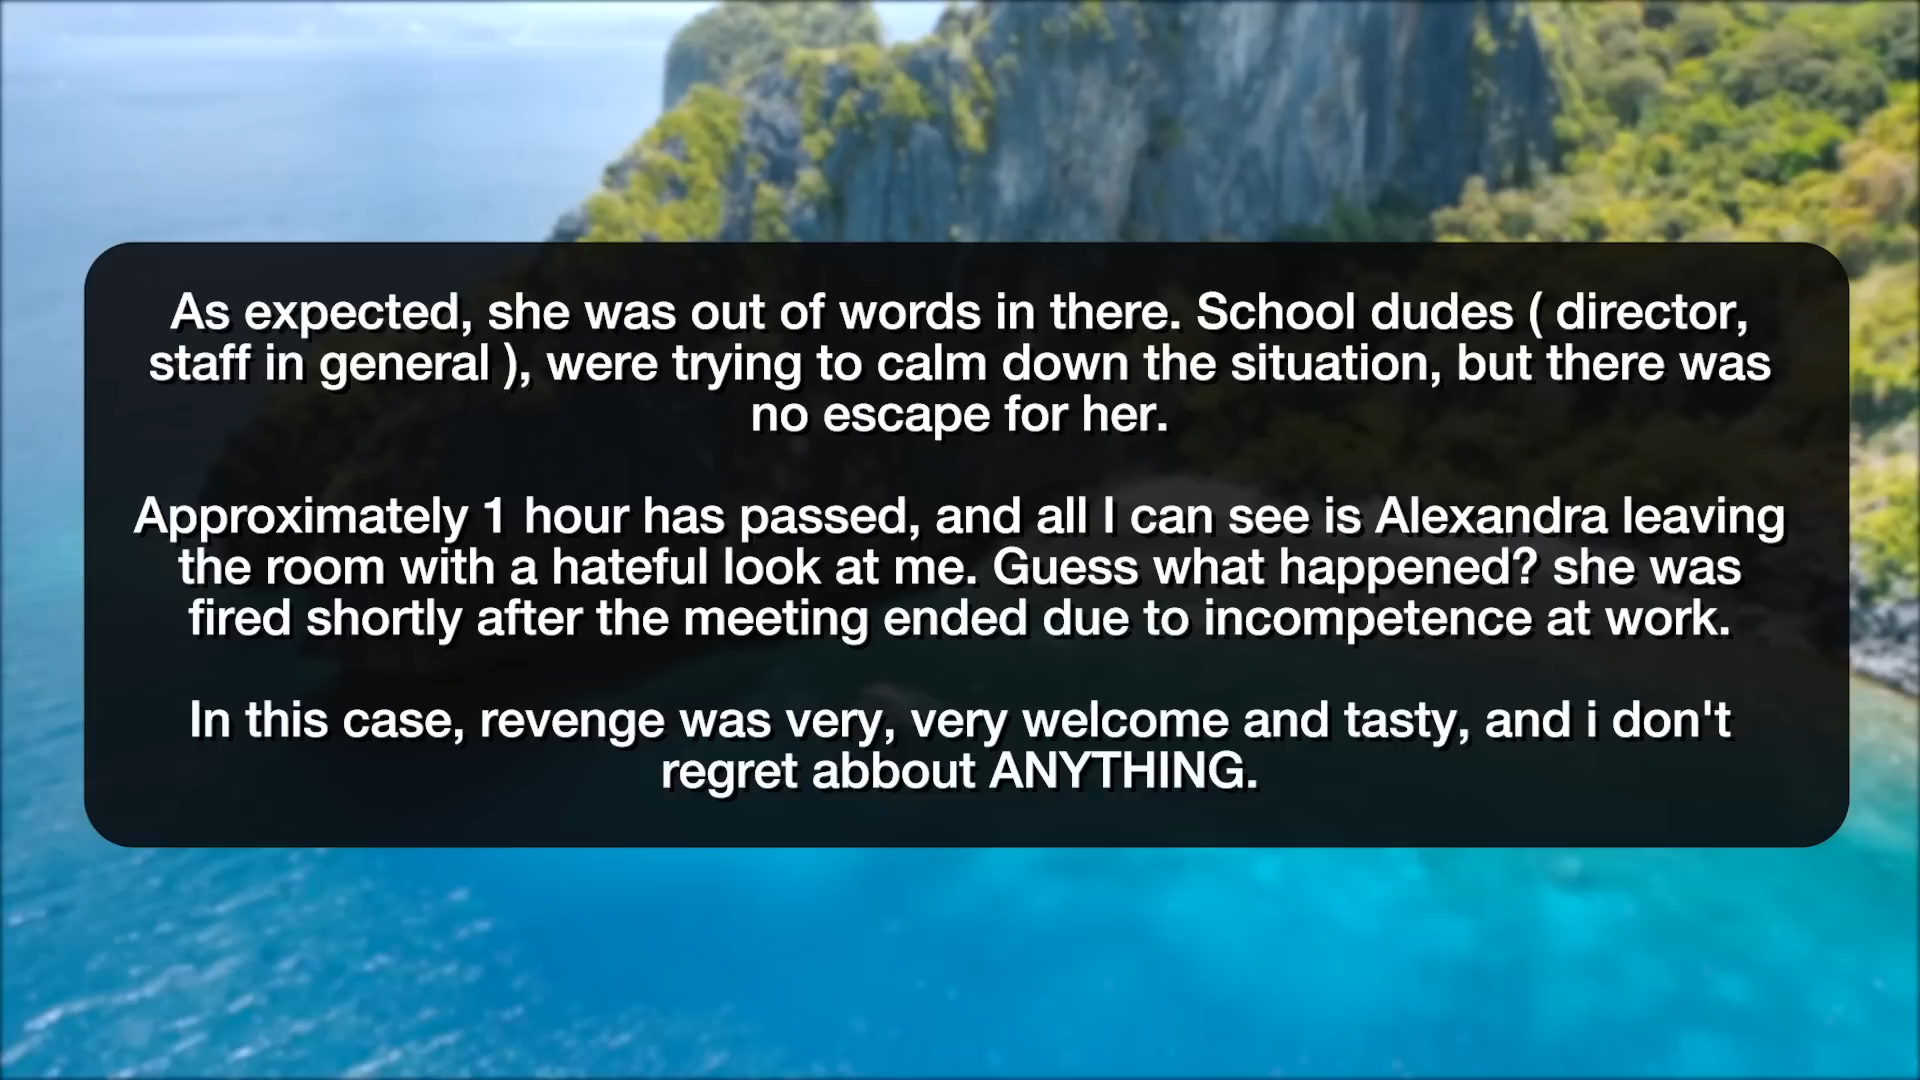 As expected, she was out of words in there. School dudes ( director,
staff in general ), were trying to calm down the situation, but there was
no escape for her.
Approximately 1 hour has passed, and all I can see is Alexandra leaving
the room with a hateful look at me. Guess what happened? she was
fired shortly after the meeting ended due to incompetence at work.
In this case, revenge was very, very welcome and tasty, and i don't
regret abbout ANYTHING.